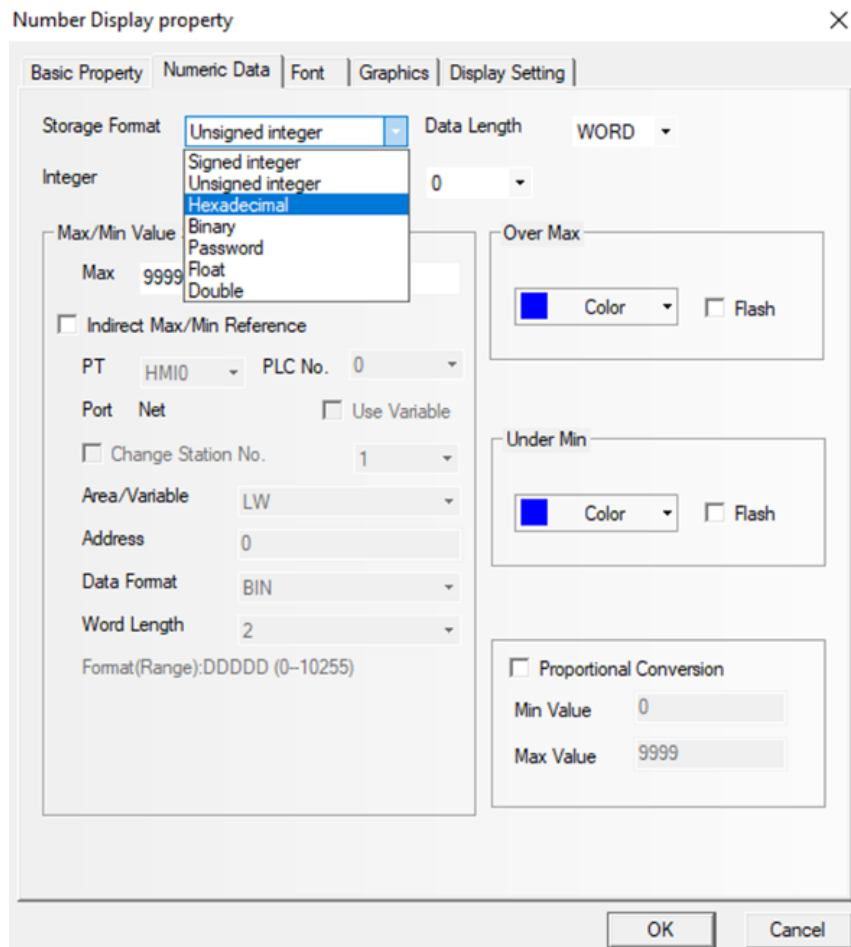 Number Display property
Basic Property Numeric Data Font Graphics Display Setting
Storage Format Unsigned integer Data Length WORD
Signed integer
Unsigned integer
Hexadecimal
Binary
Password
Float
Double
Integer 0
Max/Min Value
Max 9999
Indirect Max/Min Reference
PT HMI0 PLC No. 0
Port Net Use Variable
Change Station No. 1
Area/Variable LW
Address 0
Data Format BIN
Word Length 2
Format(Range):DDDDD (0--10255)
Over Max
Color Flash
Under Min
Color Flash
Proportional Conversion
Min Value 0
Max Value 9999
OK Cancel